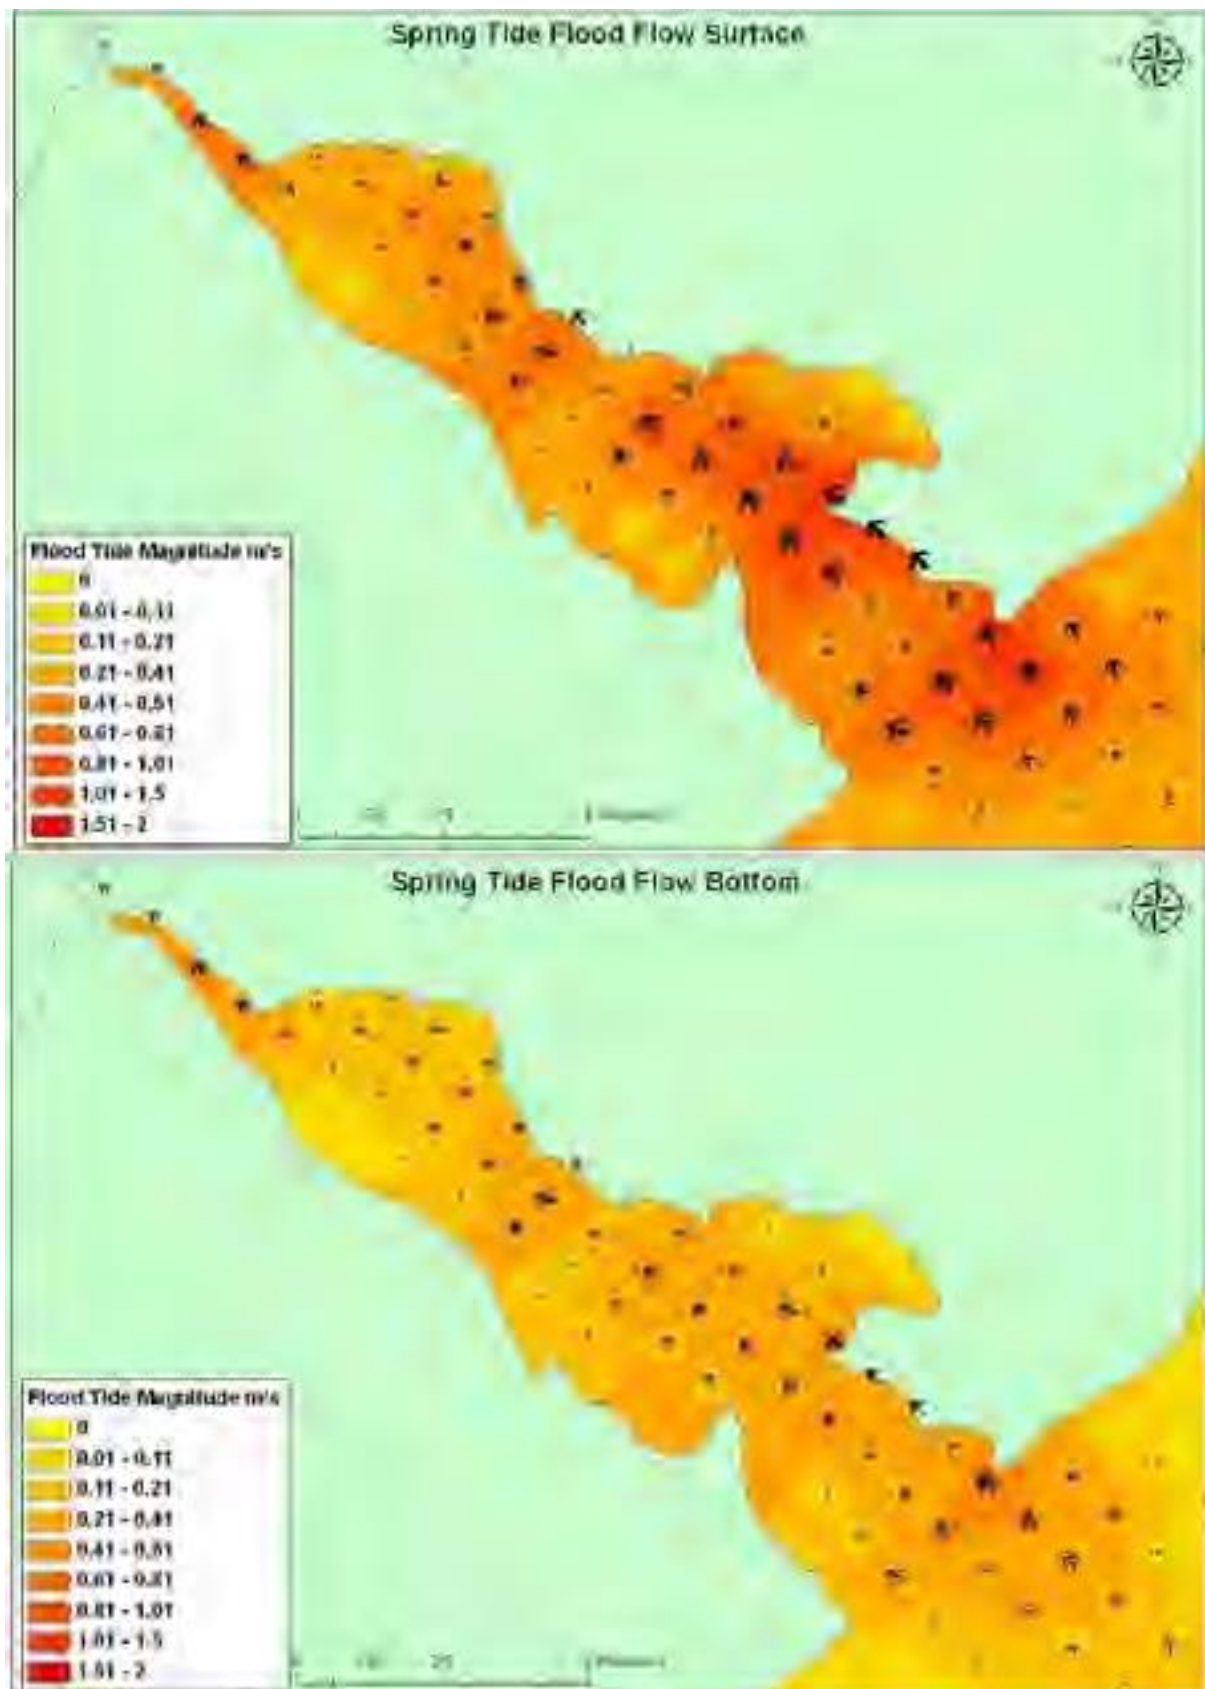 Spring Tide Flood Flow Surface
Flood Tide Magnitude m/s
0
0.01 - 0.11
0.11 - 0.21
0.21 - 0.41
0.41 - 0.61
0.61 - 0.81
0.81 - 1.01
1.01 - 1.5
1.51 - 2
Spring Tide Flood Flow Bottom
Flood Tide Magnitude m/s
0
0.01 - 0.11
0.11 - 0.21
0.21 - 0.41
0.41 - 0.61
0.61 - 0.81
0.81 - 1.01
1.01 - 1.5
1.51 - 2